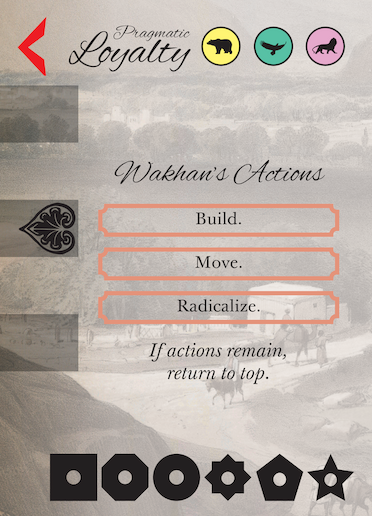 Pragmatic
Loyalty
Wakhan's Actions
Build.
Move.
Radicalize.
If actions remain,
return to top.